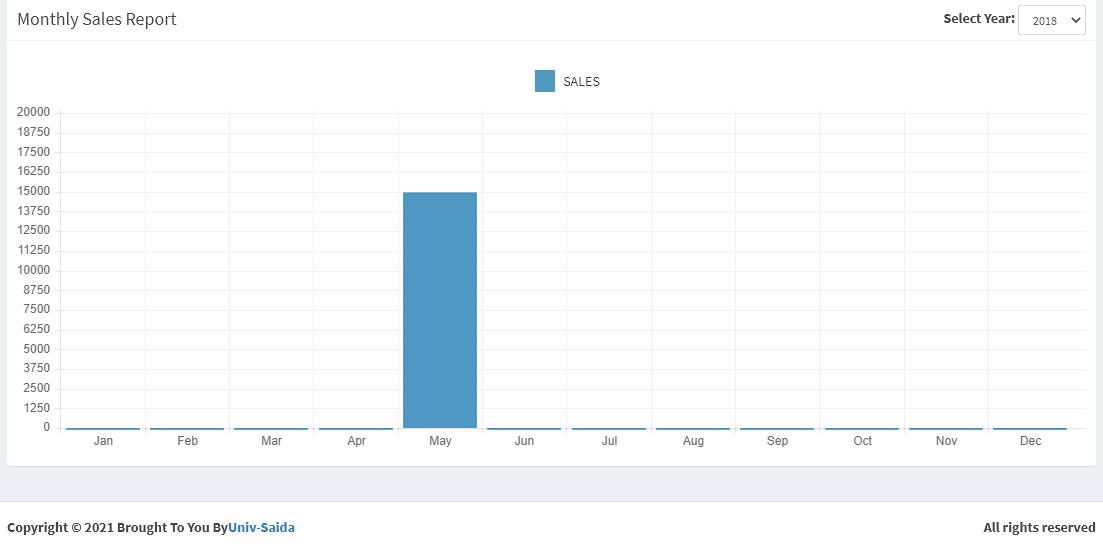 Monthly Sales Report
Select Year: 2018
SALES
20000
18750
17500
16250
15000
13750
12500
11250
10000
8750
7500
6250
5000
3750
2500
1250
0
Jan Feb Mar Apr May Jun Jul Aug Sep Oct Nov Dec
Copyright © 2021 Brought To You ByUniv-Saida
All rights reserved